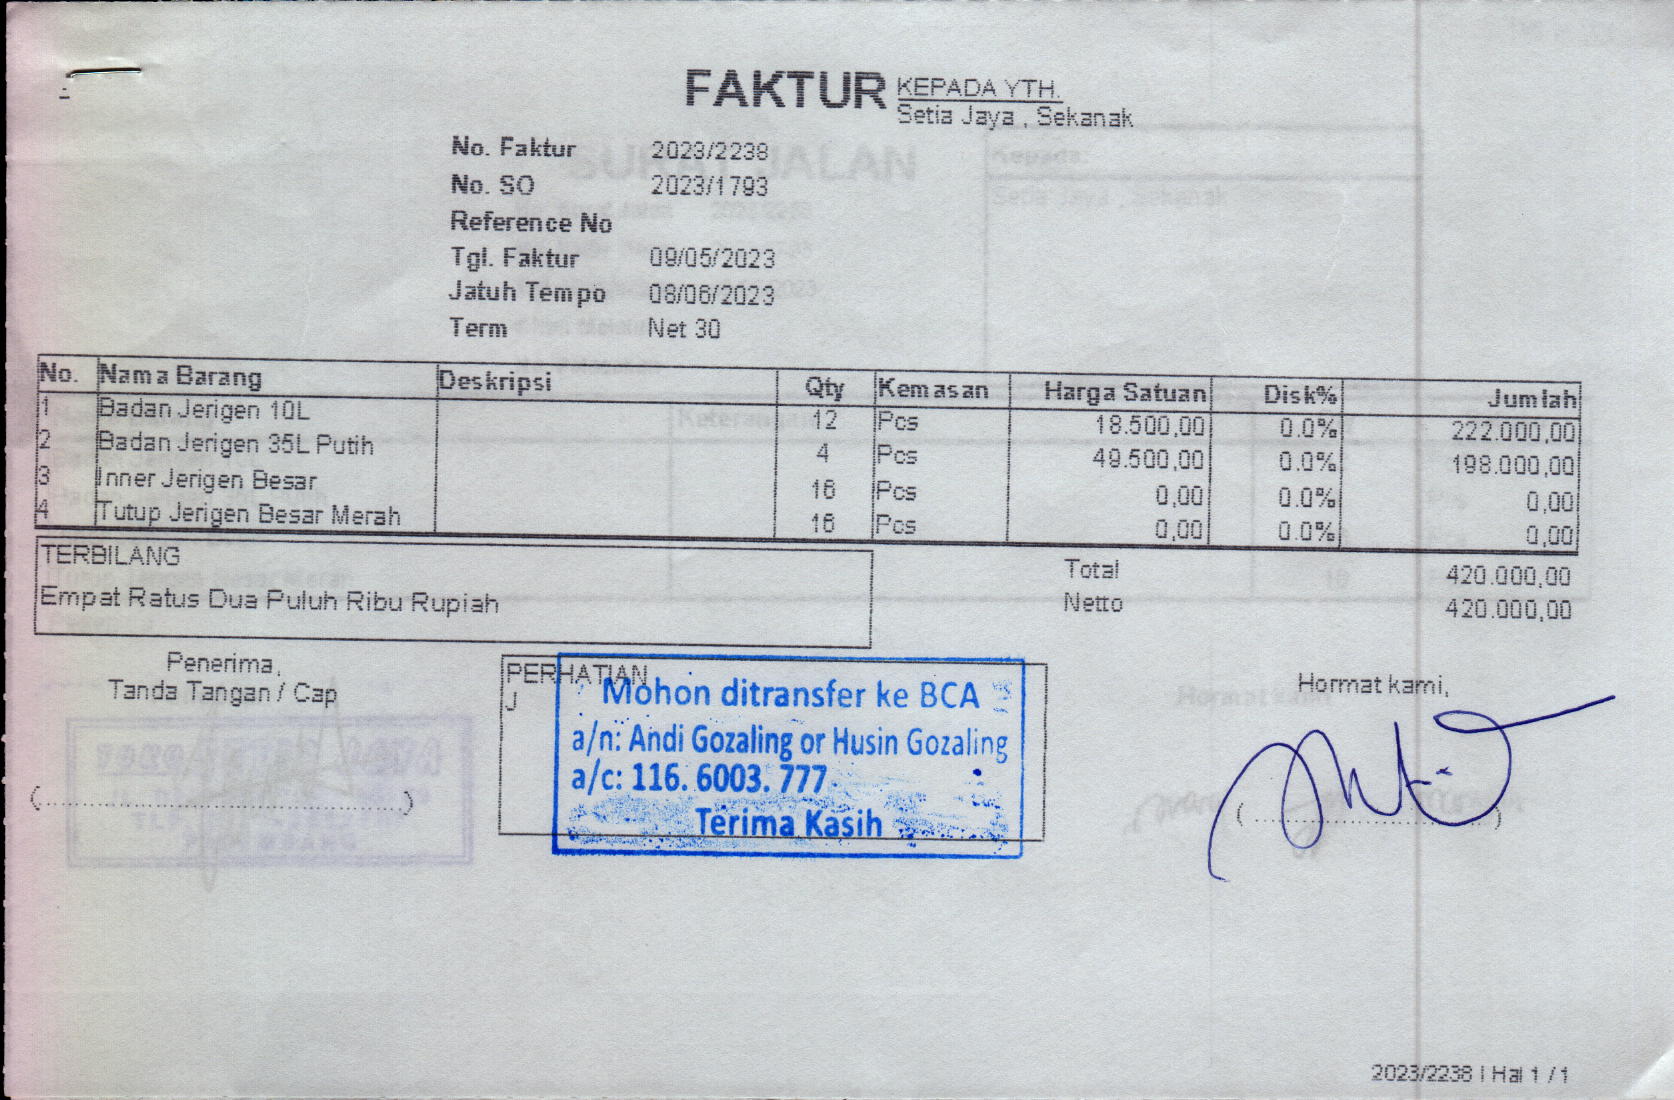 FAKTUR
KEPADA YTH.
Setia Jaya , Sekanak
No. Faktur 2023/2238
No. SO 2023/1793
Reference No
Tgl. Faktur 09/05/2023
Jatuh Tempo 08/06/2023
Term Net 30
No. Nama Barang Deskripsi Qty Kemasan Harga Satuan Disk% Jumlah
1 Badan Jerigen 10L 12 Pcs 18.500,00 0.0% 222.000,00
2 Badan Jerigen 35L Putih 4 Pcs 49.500,00 0.0% 198.000,00
3 Inner Jerigen Besar 16 Pcs 0,00 0.0% 0,00
4 Tutup Jerigen Besar Merah 16 Pcs 0,00 0.0% 0,00
TERBILANG
Empat Ratus Dua Puluh Ribu Rupiah
Total 420.000,00
Netto 420.000,00
Penerima,
Tanda Tangan / Cap
(....................)
PERHATIAN
J
Mohon ditransfer ke BCA
a/n: Andi Gozaling or Husin Gozaling
a/c: 116. 6003. 777
Terima Kasih
Hormat kami,
(....................)
2023/2238 | Hal 1 / 1
SURAT JALAN
Kepada:
Setia Jaya , Sekanak